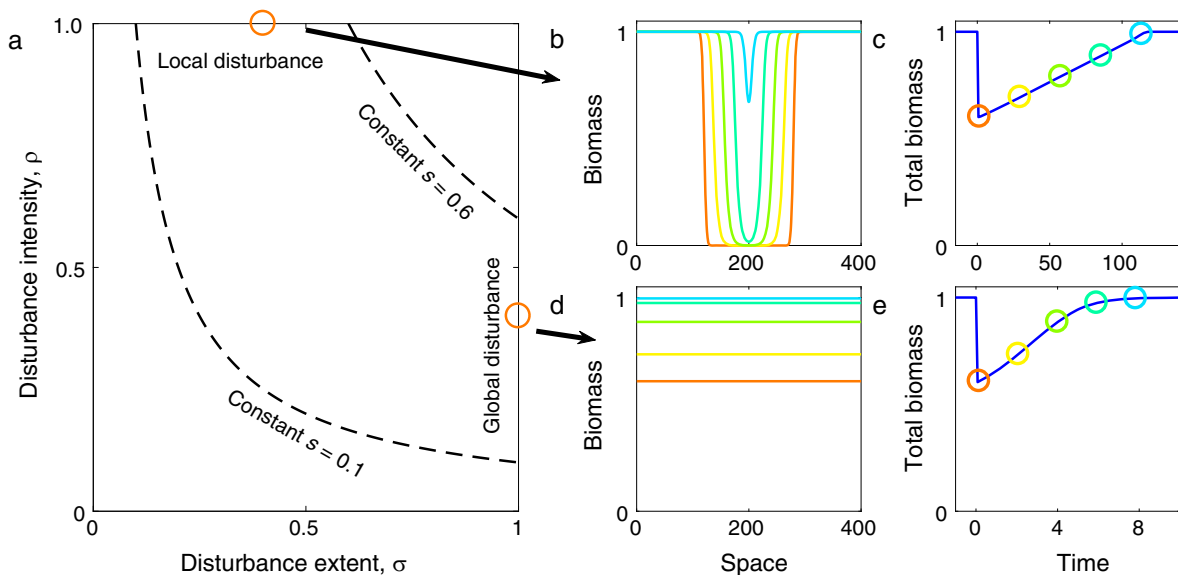 a
1.0
0.5
0
0
0.5
1
Disturbance intensity, ρ
Disturbance extent, σ
Local disturbance
Global disturbance
Constant s = 0.6
Constant s = 0.1
b
1
0
0
200
400
Biomass
c
1
0
0
50
100
Total biomass
d
1
0
0
200
400
Biomass
Space
e
1
0
0
4
8
Total biomass
Time